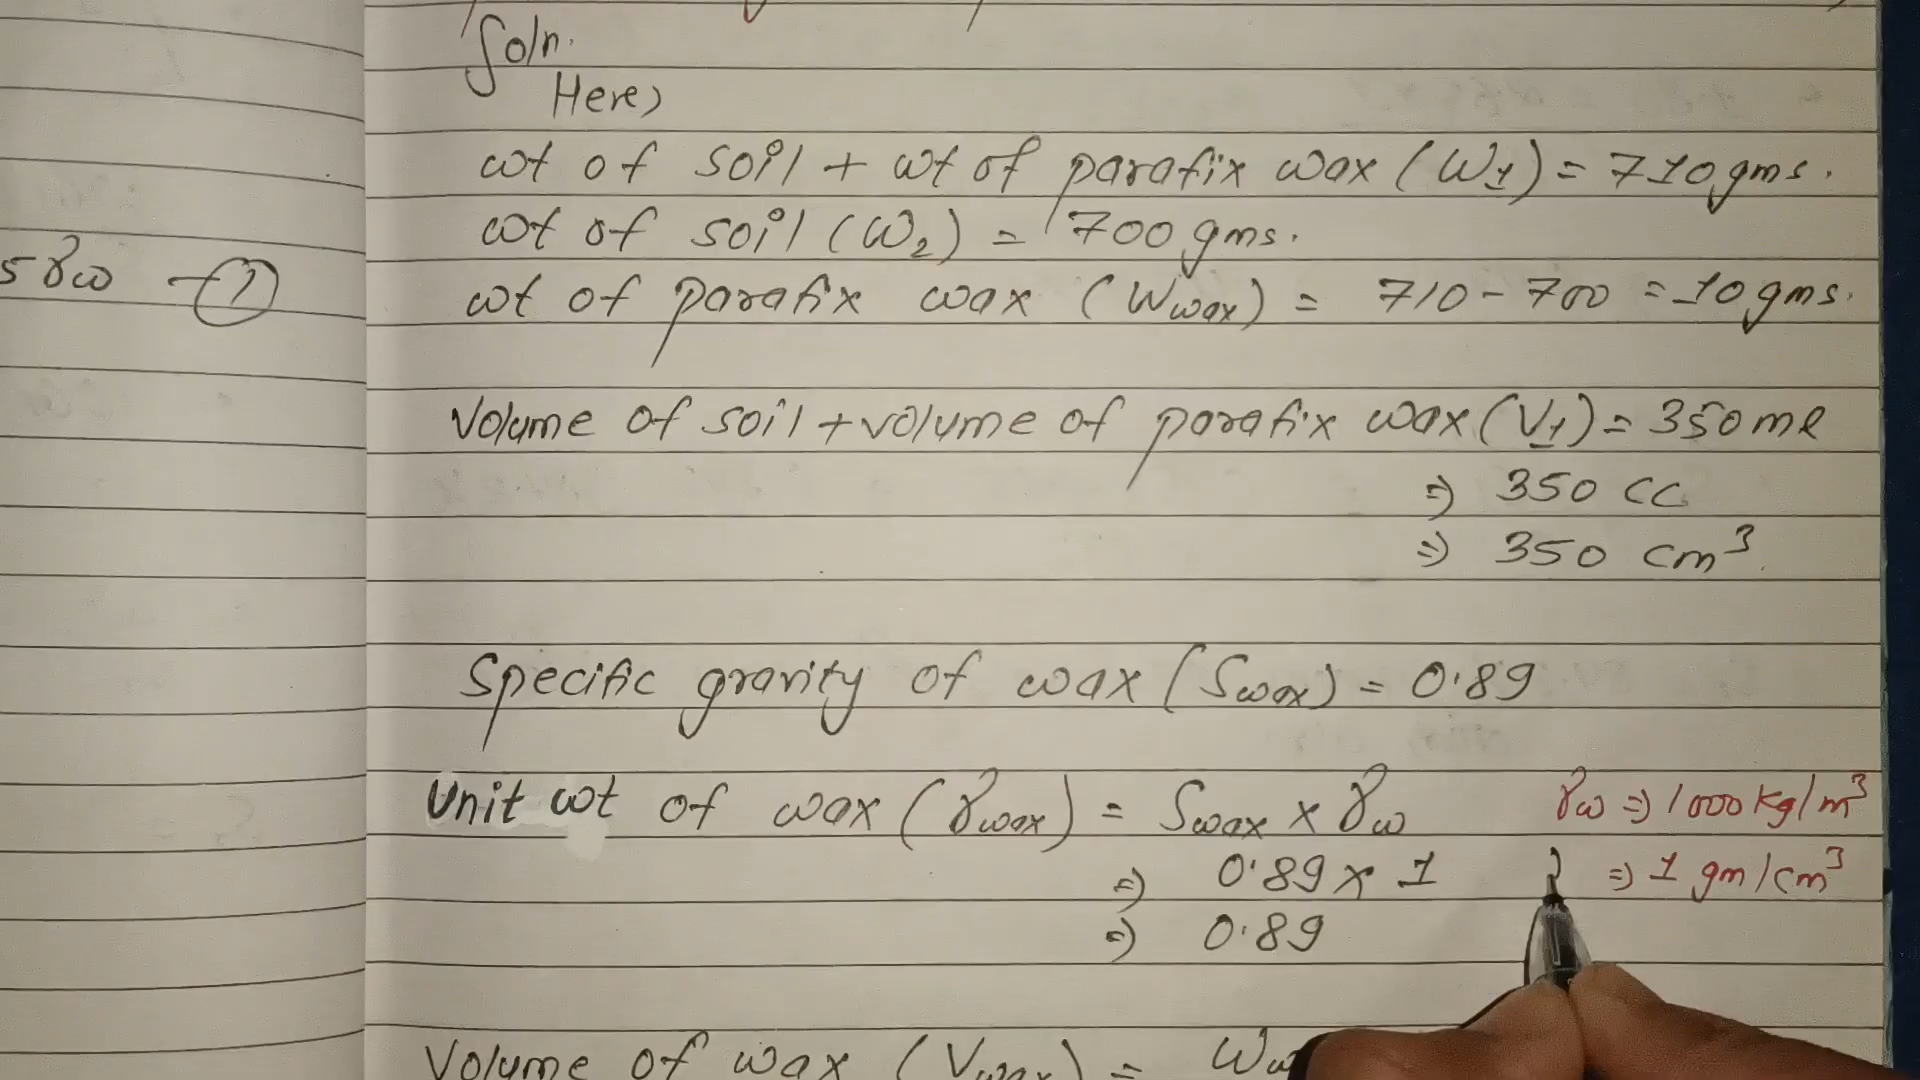 Soln.
Here,
wt of soil + wt of parafix wax (W1) = 710 gms.
wt of soil (W2) = 700 gms.
wt of parafix wax (Wwax) = 710 - 700 = 10 gms.
Volume of soil + volume of parafix wax (V1) = 350 ml
⇒ 350 cc
⇒ 350 cm³.
Specific gravity of wax (Swax) = 0.89
Unit wt of wax (γwax) = Swax × γw
γw ⇒ 1000 kg/m³
⇒ 0.89 × 1
⇒ 1 gm/cm³
⇒ 0.89
Volume of wax (Vwax) =
5γw - ①